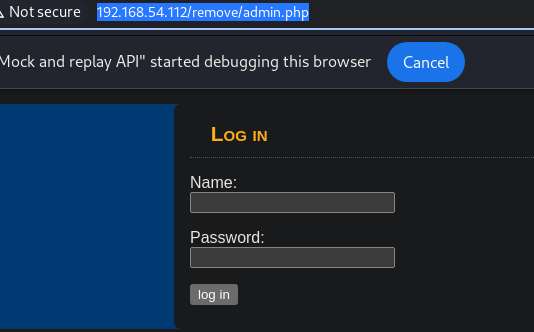 Not secure 192.168.54.112/remove/admin.php
Mock and replay API" started debugging this browser Cancel
Log in
Name:
Password:
log in